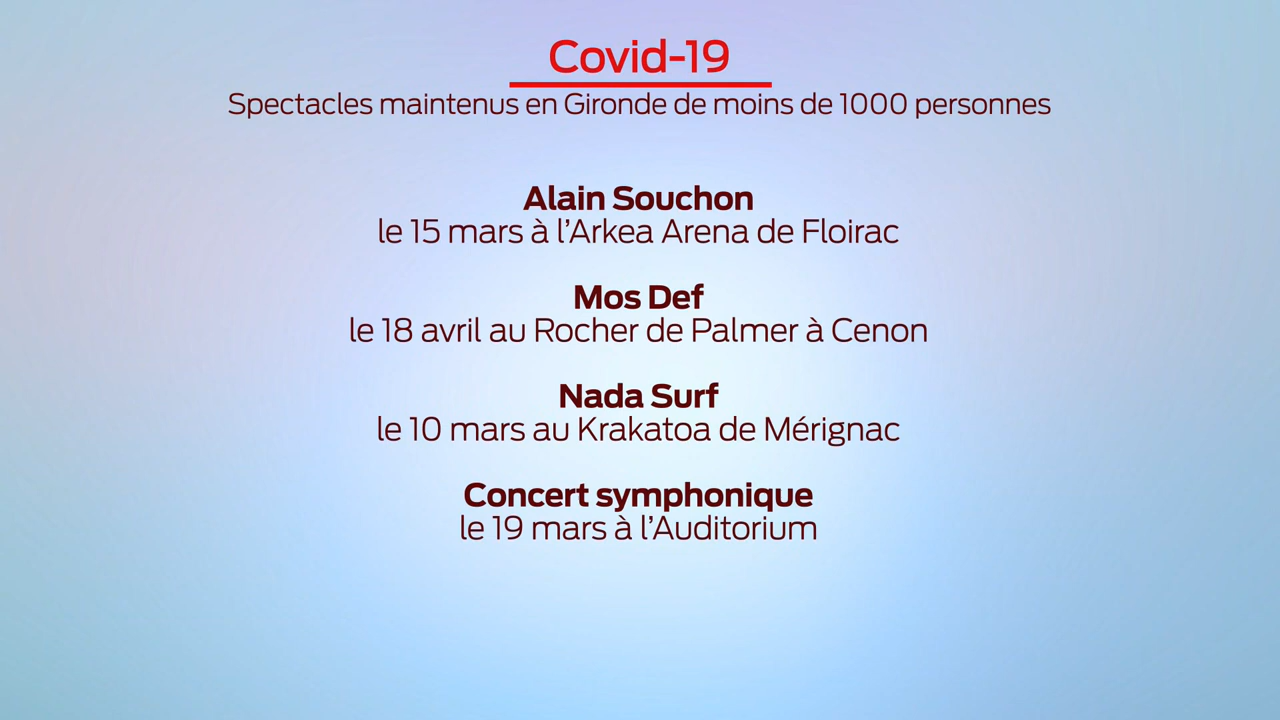 Covid-19
Spectacles maintenus en Gironde de moins de 1000 personnes
Alain Souchon
le 15 mars à l’Arkea Arena de Floirac
Mos Def
le 18 avril au Rocher de Palmer à Cenon
Nada Surf
le 10 mars au Krakatoa de Mérignac
Concert symphonique
le 19 mars à l’Auditorium